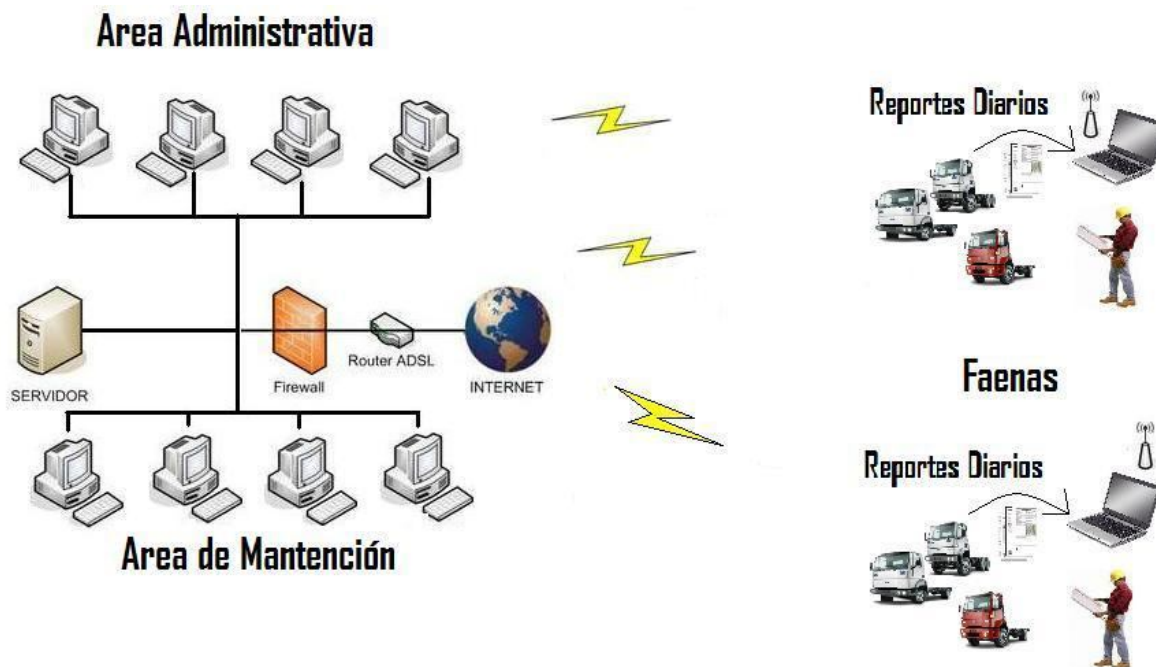 Area Administrativa
Reportes Diarios
SERVIDOR
Firewall
Router ADSL
INTERNET
Faenas
Reportes Diarios
Area de Mantención